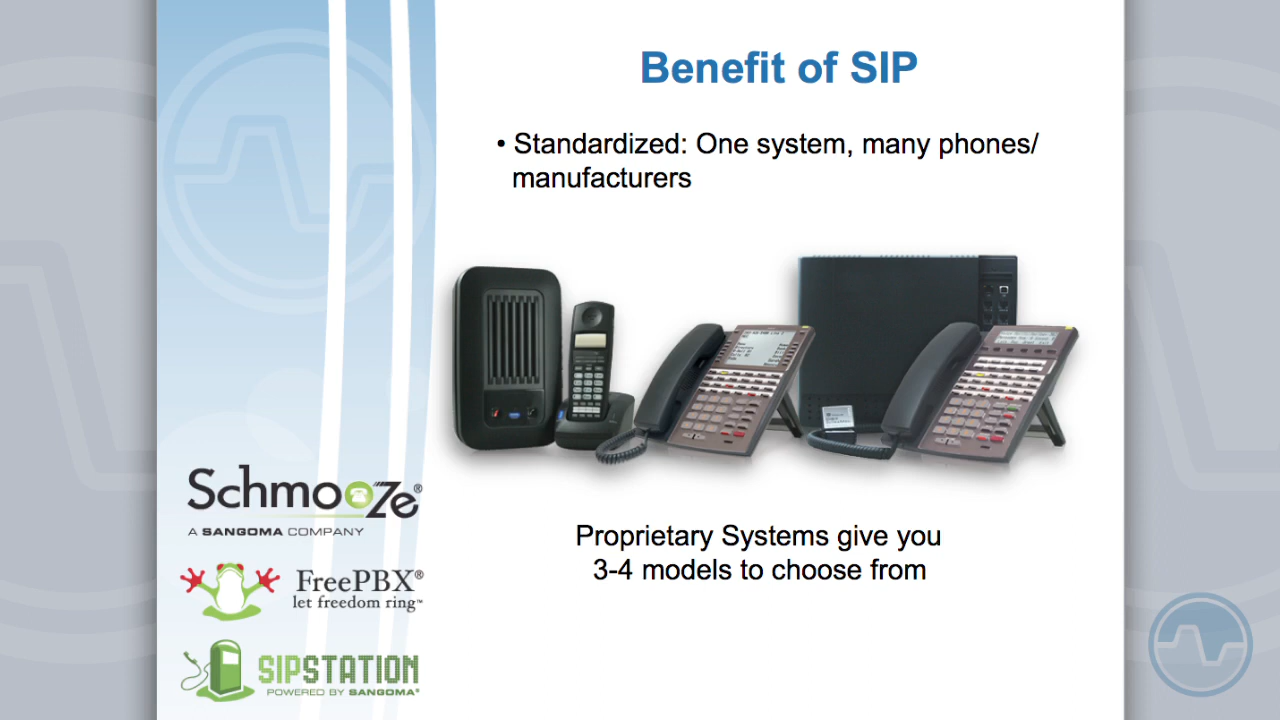 Benefit of SIP
• Standardized: One system, many phones/
manufacturers
Proprietary Systems give you
3-4 models to choose from
Schmooze®
A SANGOMA COMPANY
FreePBX®
let freedom ring™
SIPSTATION
POWERED BY SANGOMA®